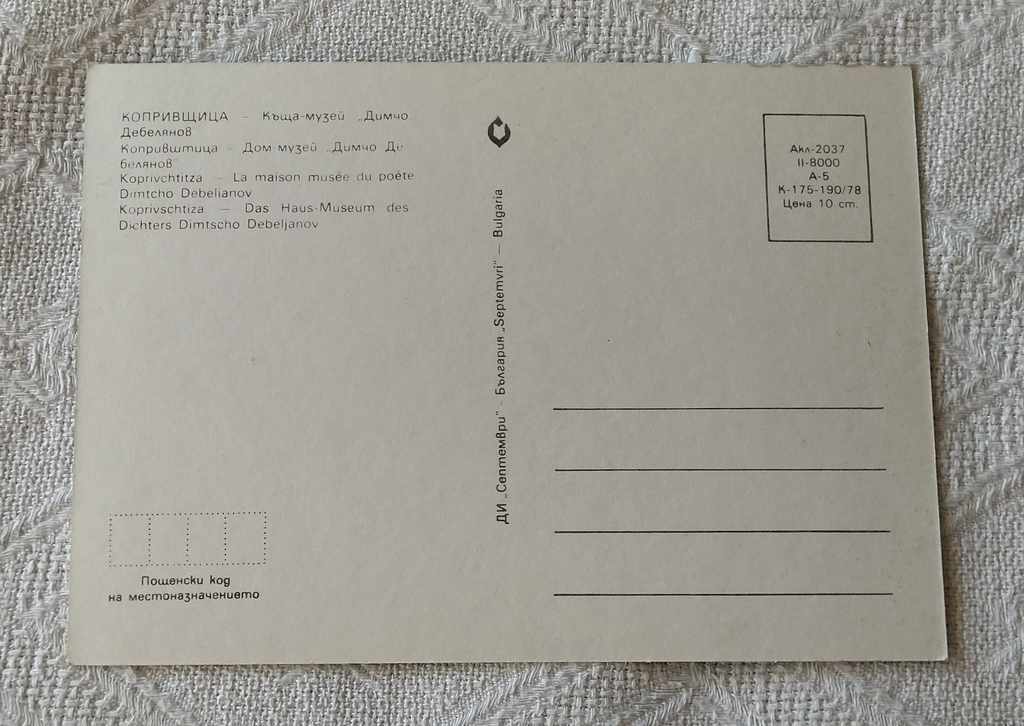 КОПРИВЩИЦА – Къща-музей „Димчо
Дебелянов
Копривштица – Дом-музей „Димчо Де-
белянов"
Koprivchtitza – La maison musée du poète
Dimtcho Debelianov
Koprivschtiza – Das Haus-Museum des
Dichters Dimtscho Debeljanov
ДИ „Септември" - България „Septemvri" – Bulgaria
Акл-2037
II-8000
А-5
К-175-190/78
Цена 10 ст.
Пощенски код
на местоназначението